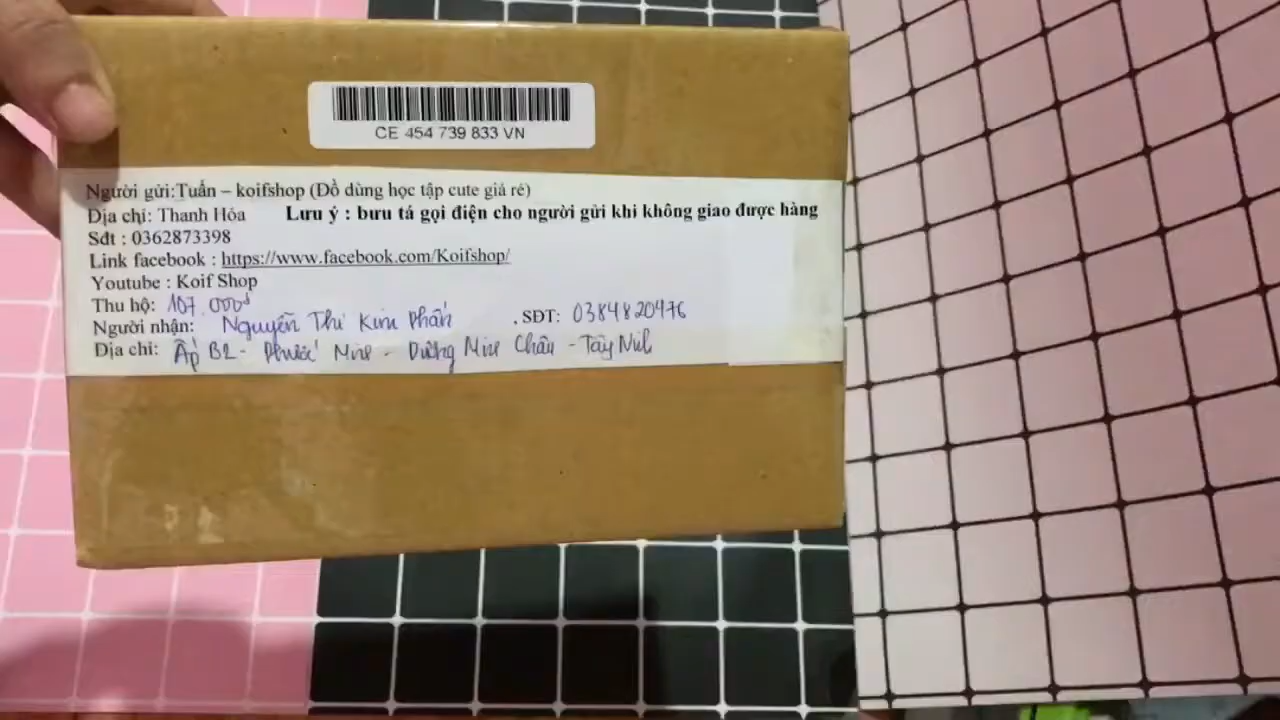 CE 454 739 833 VN
Người gửi:Tuấn – koifshop (Đồ dùng học tập cute giá rẻ)
Địa chỉ: Thanh Hóa Lưu ý : bưu tá gọi điện cho người gửi khi không giao được hàng
Sđt : 0362873398
Link facebook : https://www.facebook.com/Koifshop/
Youtube : Koif Shop
Thu hộ: 107.000đ
Người nhận: Nguyễn Thi Kim Phấn , SĐT: 0384820476
Địa chỉ: Ấp B2 - Phước Minh - Dương Minh Châu - Tây Ninh